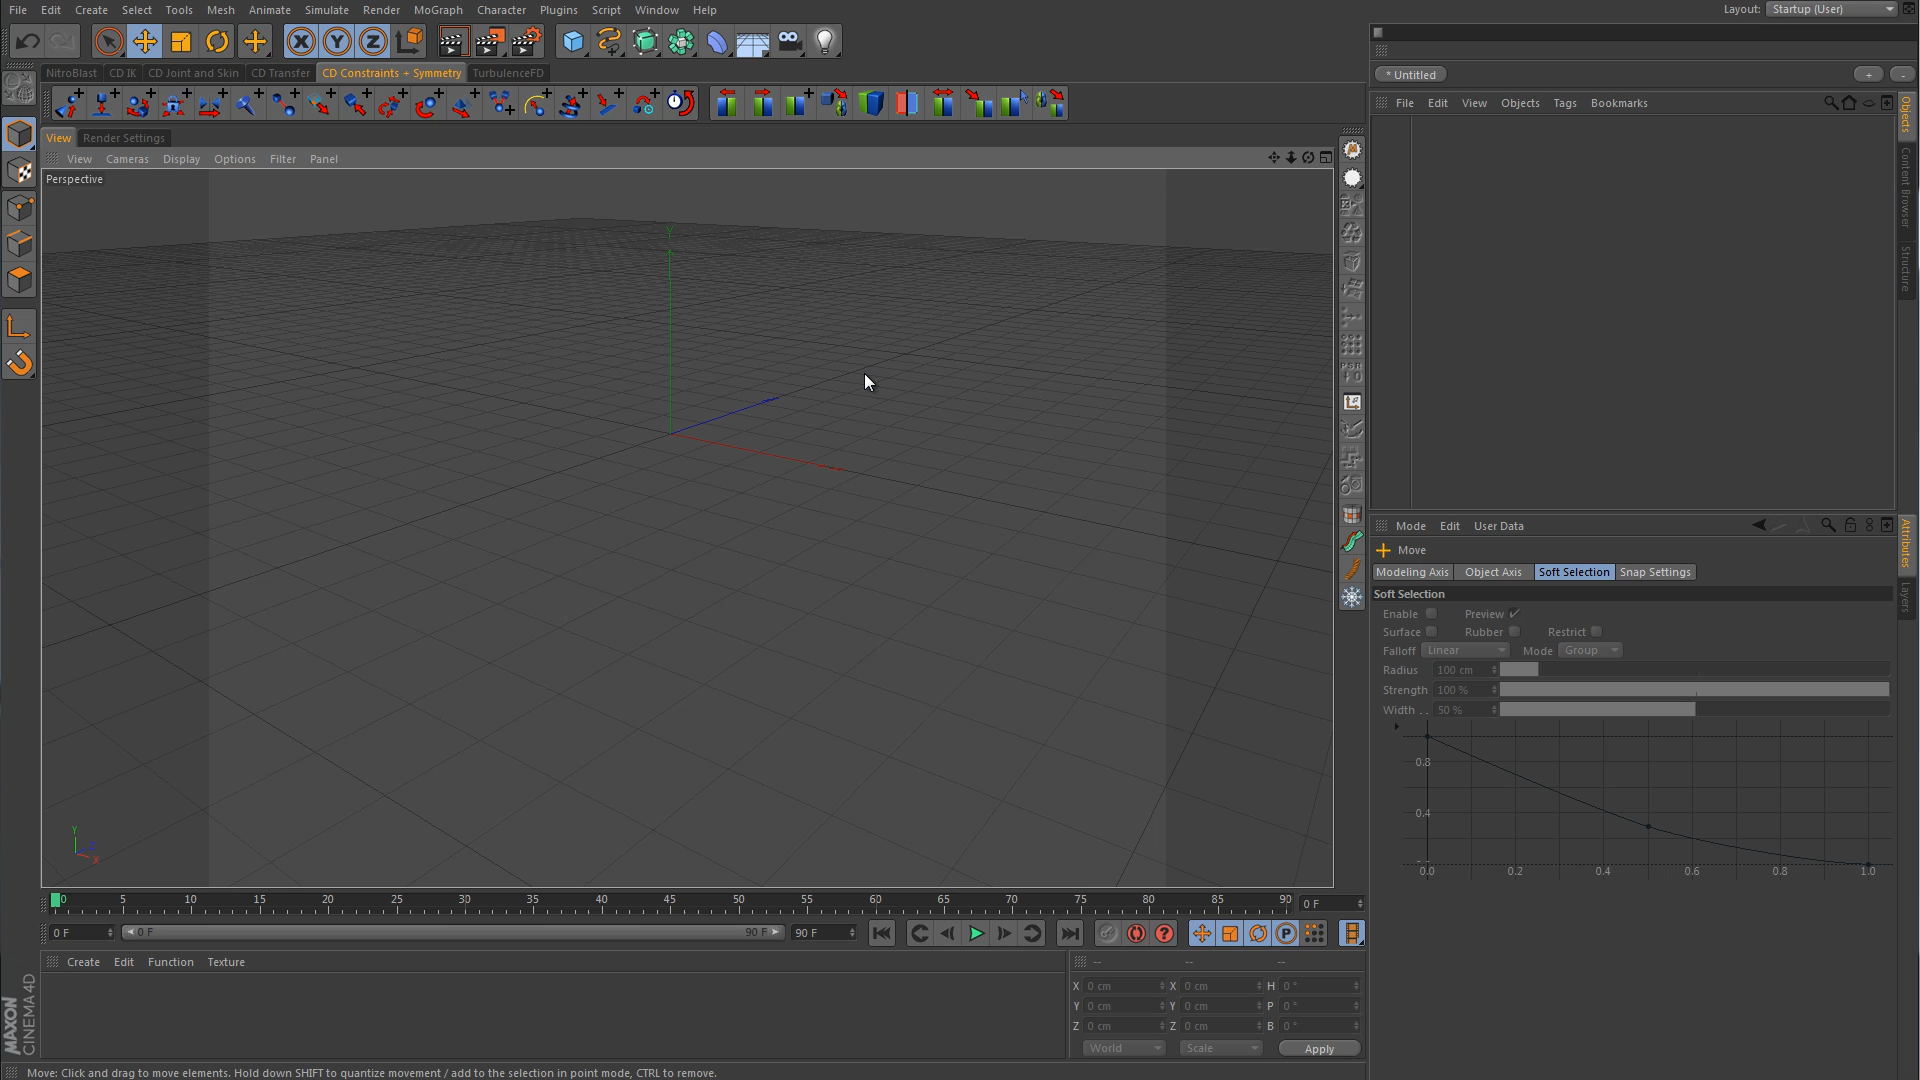 File Edit Create Select Tools Mesh Animate Simulate Render MoGraph Character Plugins Script Window Help Layout: Startup (User)
* Untitled + -
NitroBlast CD IK CD Joint and Skin CD Transfer CD Constraints + Symmetry TurbulenceFD
File Edit View Objects Tags Bookmarks
Objects
Content Browser
Structure
View Render Settings
View Cameras Display Options Filter Panel
Perspective
Y
X Y Z
PSR
Mode Edit User Data
Attributes
Layers
Move
Modeling Axis Object Axis Soft Selection Snap Settings
Soft Selection
Enable Preview
Surface Rubber Restrict
Falloff Linear Mode Group
Radius 100 cm
Strength 100 %
Width . . 50 %
0.8
0.4
0.0 0.2 0.4 0.6 0.8 1.0
Y
Z
X
0 5 10 15 20 25 30 35 40 45 50 55 60 65 70 75 80 85 90 0 F
0 F 0 F 90 F 90 F ? P
Create Edit Function Texture
-- -- --
X 0 cm X 0 cm H 0 °
Y 0 cm Y 0 cm P 0 °
Z 0 cm Z 0 cm B 0 °
World Scale Apply
MAXON
CINEMA 4D
Move: Click and drag to move elements. Hold down SHIFT to quantize movement / add to the selection in point mode, CTRL to remove.